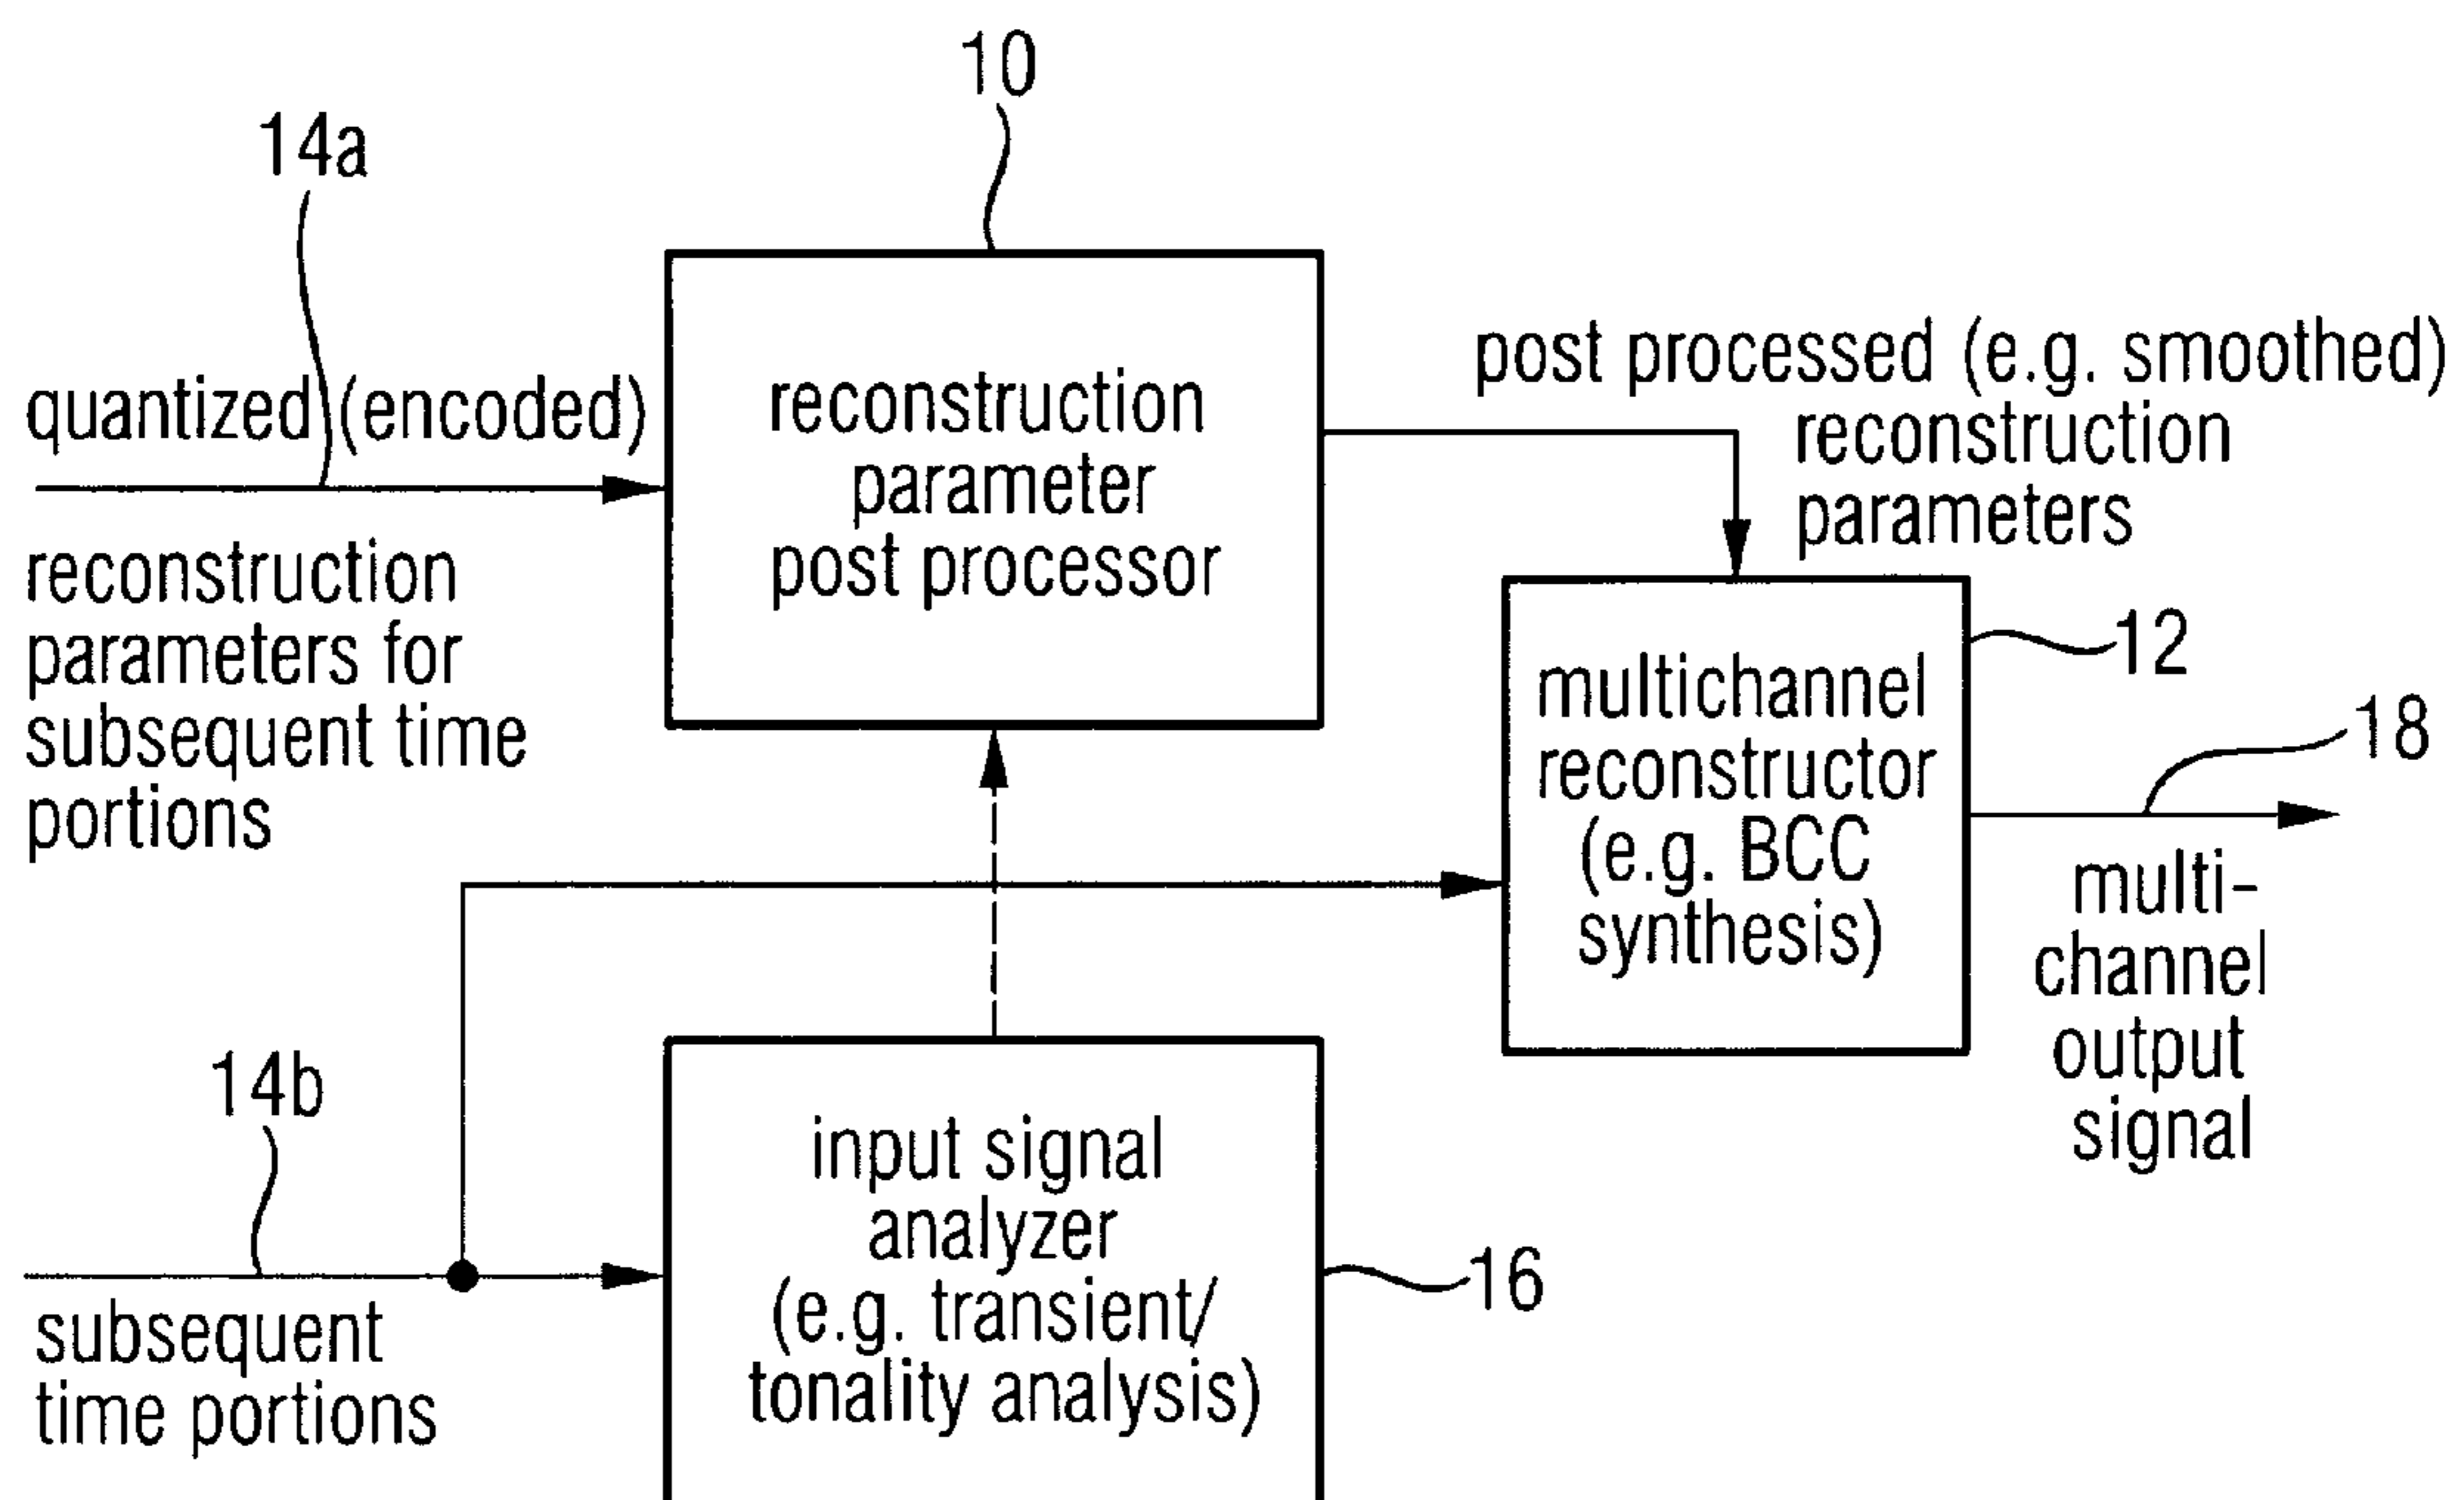 10
14a
quantized (encoded)
reconstruction
parameters for
subsequent time
portions
reconstruction
parameter
post processor
post processed (e.g. smoothed)
reconstruction
parameters
12
multichannel
reconstructor
(e.g. BCC
synthesis)
18
multi-
channel
output
signal
14b
subsequent
time portions
input signal
analyzer
(e.g. transient/
tonality analysis)
16